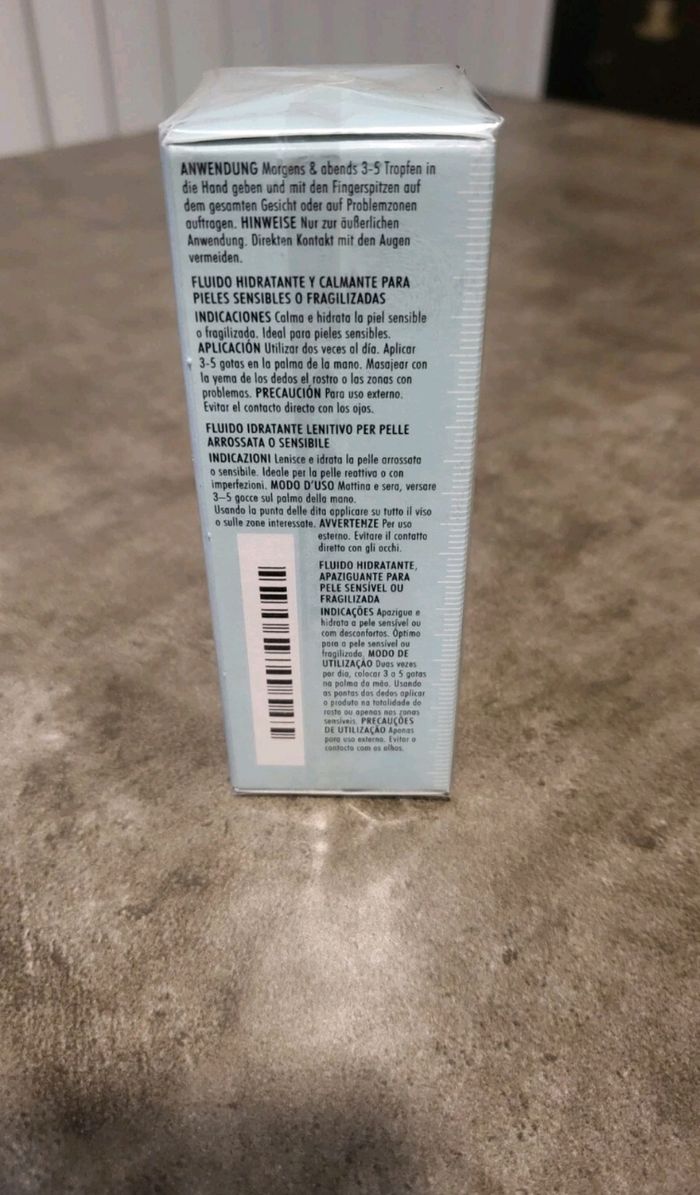 ANWENDUNG Morgens & abends 3-5 Tropfen in
die Hand geben und mit den Fingerspitzen auf
dem gesamten Gesicht oder auf Problemzonen
auftragen. HINWEISE Nur zur äußerlichen
Anwendung. Direkten Kontakt mit den Augen
vermeiden.
FLUIDO HIDRATANTE Y CALMANTE PARA
PIELES SENSIBLES O FRAGILIZADAS
INDICACIONES Calma e hidrata la piel sensible
o fragilizada. Ideal para pieles sensibles.
APLICACIÓN Utilizar dos veces al día. Aplicar
3-5 gotas en la palma de la mano. Masajear con
la yema de los dedos el rostro o las zonas con
problemas. PRECAUCIÓN Para uso externo.
Evitar el contacto directo con los ojos.
FLUIDO IDRATANTE LENITIVO PER PELLE
ARROSSATA O SENSIBILE
INDICAZIONI Lenisce e idrata la pelle arrossata
o sensibile. Ideale per la pelle reattiva o con
imperfezioni. MODO D'USO Mattina e sera, versare
3–5 gocce sul palmo della mano.
Usando la punta delle dita applicare su tutto il viso
o sulle zone interessate. AVVERTENZE Per uso
esterno. Evitare il contatto
diretto con gli occhi.
FLUIDO HIDRATANTE,
APAZIGUANTE PARA
PELE SENSÍVEL OU
FRAGILIZADA
INDICAÇÕES Apazigua e
hidrata a pele sensível ou
com desconfortos. Óptimo
para a pele sensível ou
fragilizada. MODO DE
UTILIZAÇÃO Duas vezes
por dia, colocar 3 a 5 gotas
na palma da mão. Usando
as pontas dos dedos aplicar
o produto na totalidade do
rosto ou apenas nas zonas
sensíveis. PRECAUÇÕES
DE UTILIZAÇÃO Apenas
para uso externo. Evitar o
contacto com os olhos.